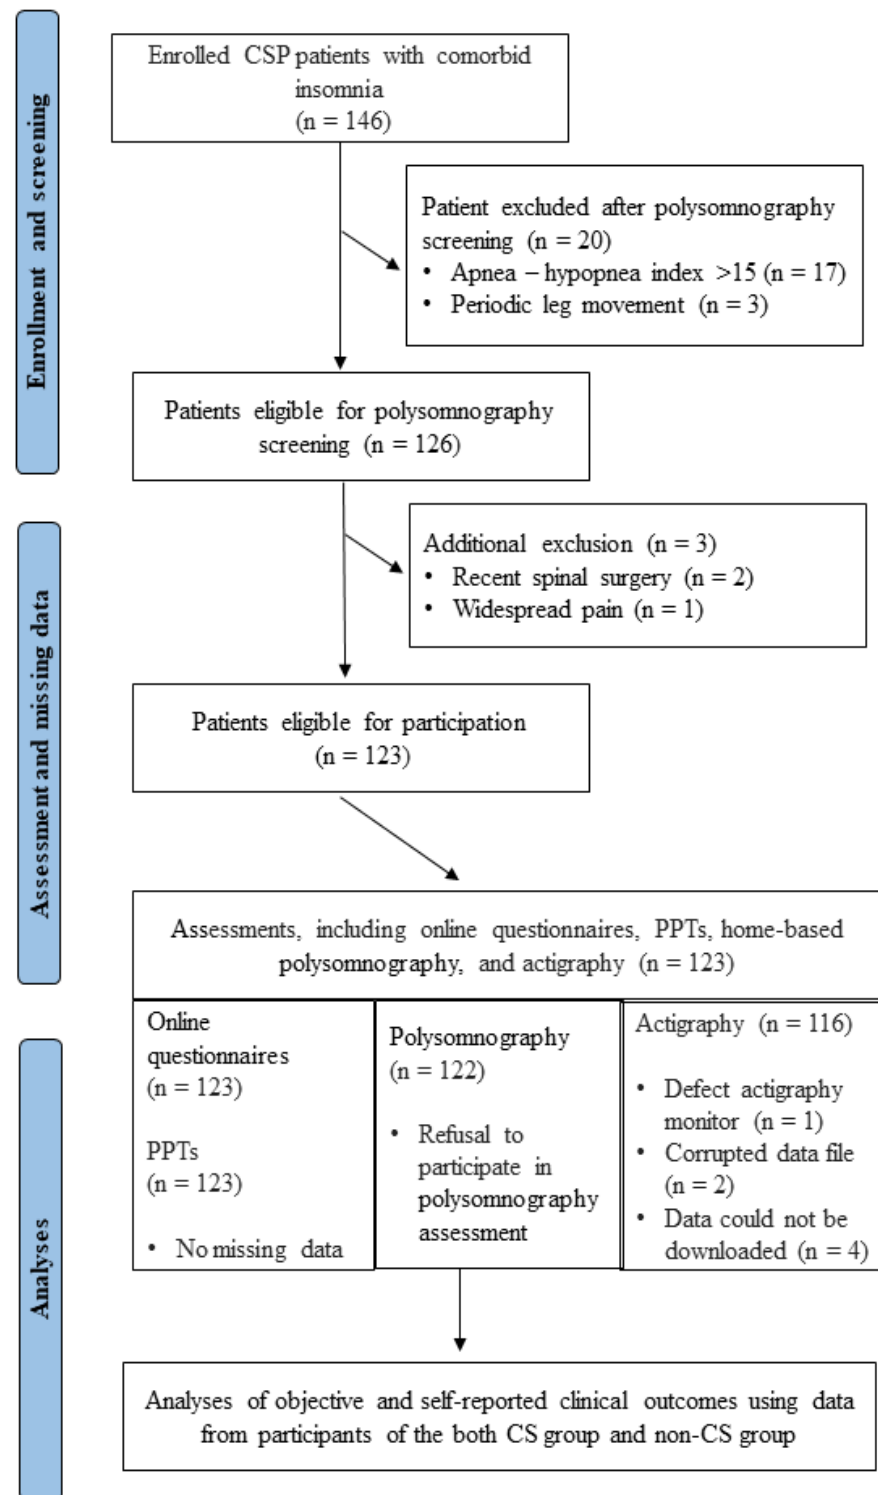 Enrollment and screening
Enrolled CSP patients with comorbid
insomnia
(n = 146)
Patient excluded after polysomnography
screening (n = 20)
• Apnea – hypopnea index >15 (n = 17)
• Periodic leg movement (n = 3)
Patients eligible for polysomnography
screening (n = 126)
Assessment and missing data
Additional exclusion (n = 3)
• Recent spinal surgery (n = 2)
• Widespread pain (n = 1)
Patients eligible for participation
(n = 123)
Assessments, including online questionnaires, PPTs, home-based
polysomnography, and actigraphy (n = 123)
Analyses
Online
questionnaires
(n = 123)
PPTs
(n = 123)
• No missing data
Polysomnography
(n = 122)
• Refusal to
participate in
polysomnography
assessment
Actigraphy (n = 116)
• Defect actigraphy
monitor (n = 1)
• Corrupted data file
(n = 2)
• Data could not be
downloaded (n = 4)
Analyses of objective and self-reported clinical outcomes using data
from participants of the both CS group and non-CS group